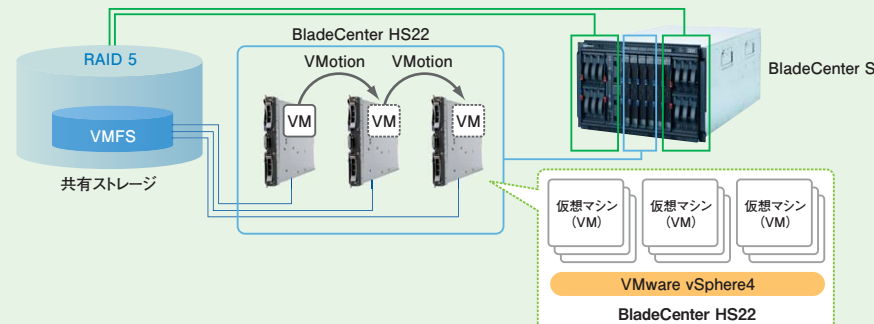 BladeCenter HS22
RAID 5
VMotion
VMotion
BladeCenter S
VM
VM
VM
VMFS
共有ストレージ
仮想マシン
(VM)
仮想マシン
(VM)
仮想マシン
(VM)
VMware vSphere4
BladeCenter HS22